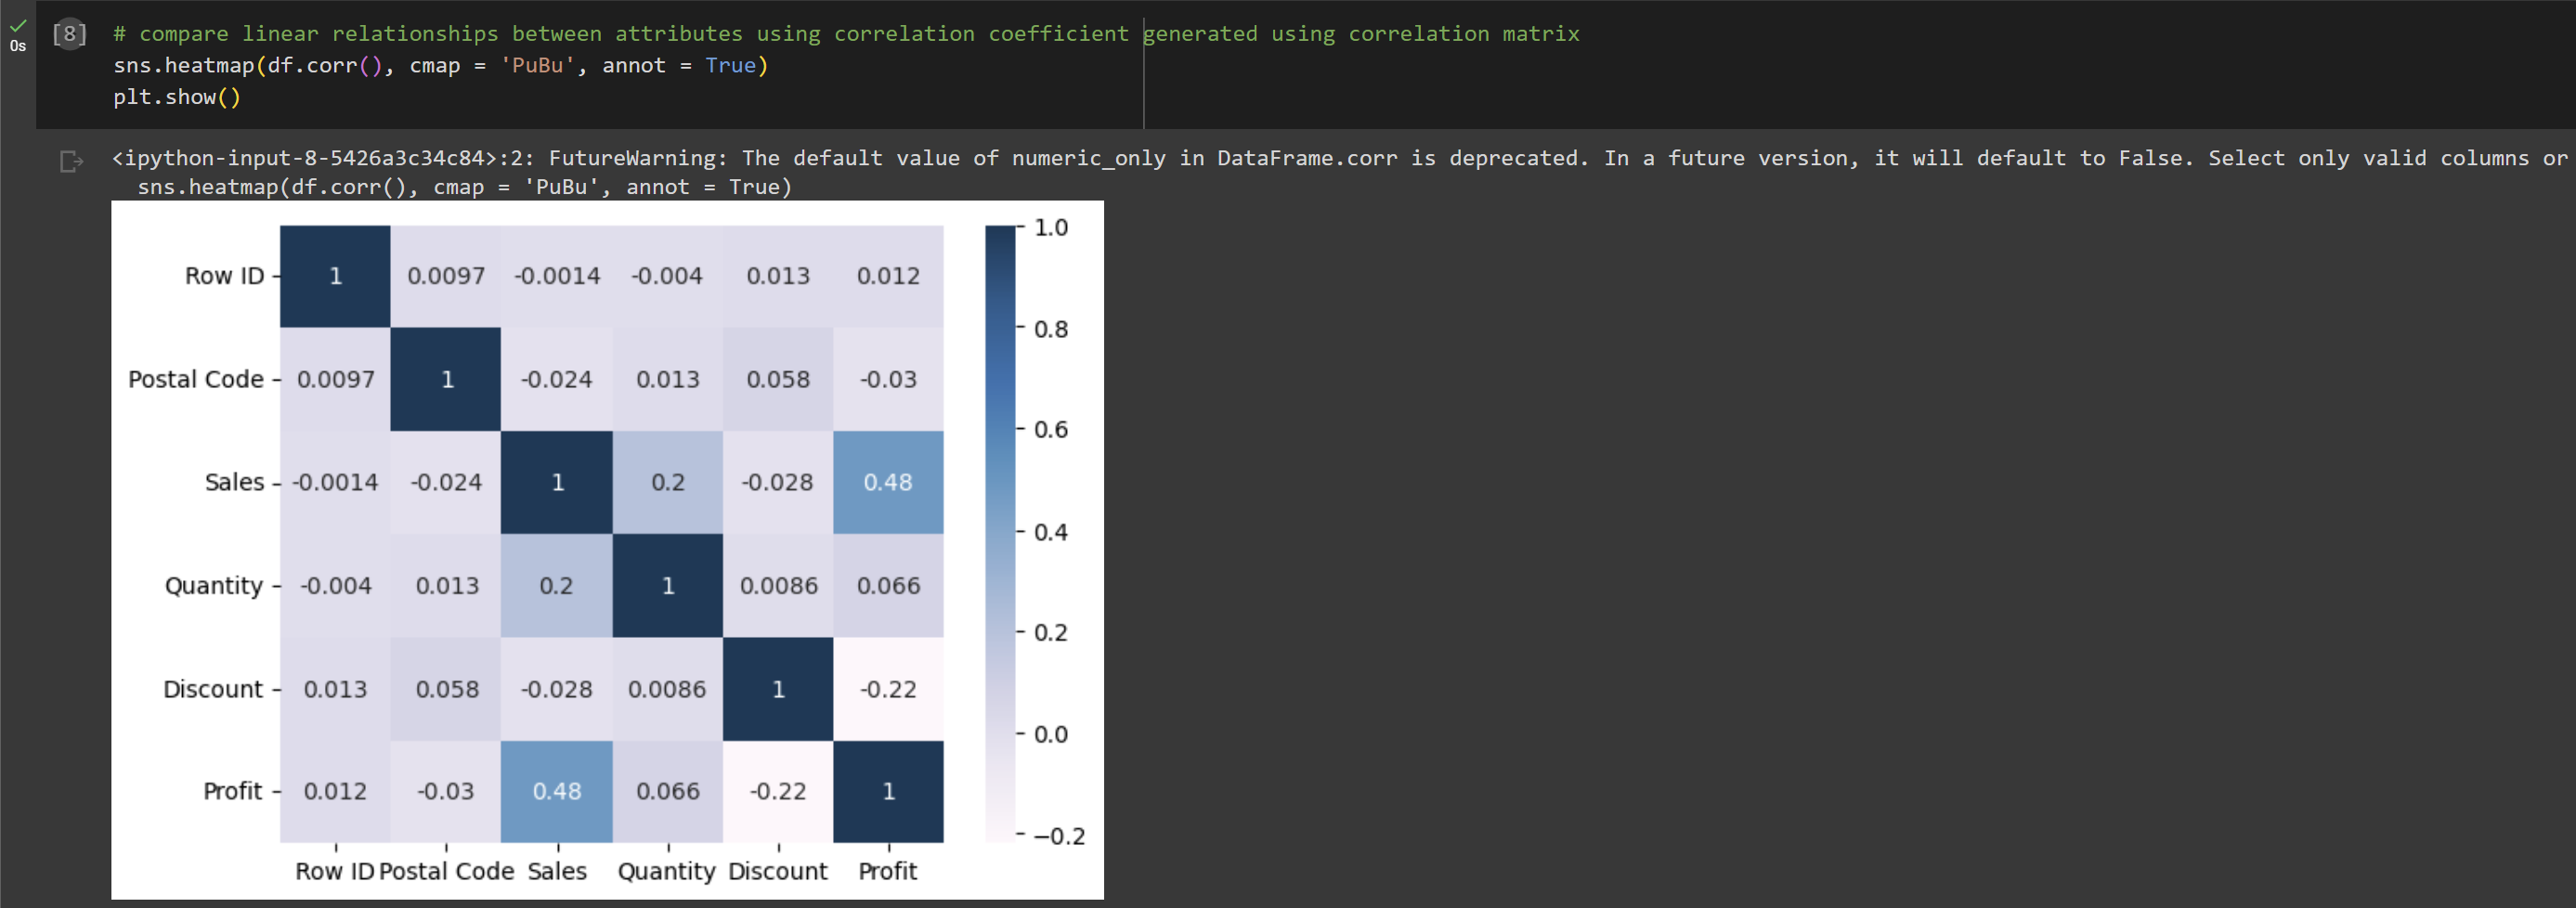 [8] # compare linear relationships between attributes using correlation coefficient generated using correlation matrix
0s
sns.heatmap(df.corr(), cmap = 'PuBu', annot = True)
plt.show()
<ipython-input-8-5426a3c34c84>:2: FutureWarning: The default value of numeric_only in DataFrame.corr is deprecated. In a future version, it will default to False. Select only valid columns or
sns.heatmap(df.corr(), cmap = 'PuBu', annot = True)
1.0
Row ID 1 0.0097 -0.0014 -0.004 0.013 0.012
0.8
Postal Code 0.0097 1 -0.024 0.013 0.058 -0.03
0.6
Sales -0.0014 -0.024 1 0.2 -0.028 0.48
0.4
Quantity -0.004 0.013 0.2 1 0.0086 0.066
0.2
Discount 0.013 0.058 -0.028 0.0086 1 -0.22
0.0
Profit 0.012 -0.03 0.48 0.066 -0.22 1
−0.2
Row ID Postal Code Sales Quantity Discount Profit